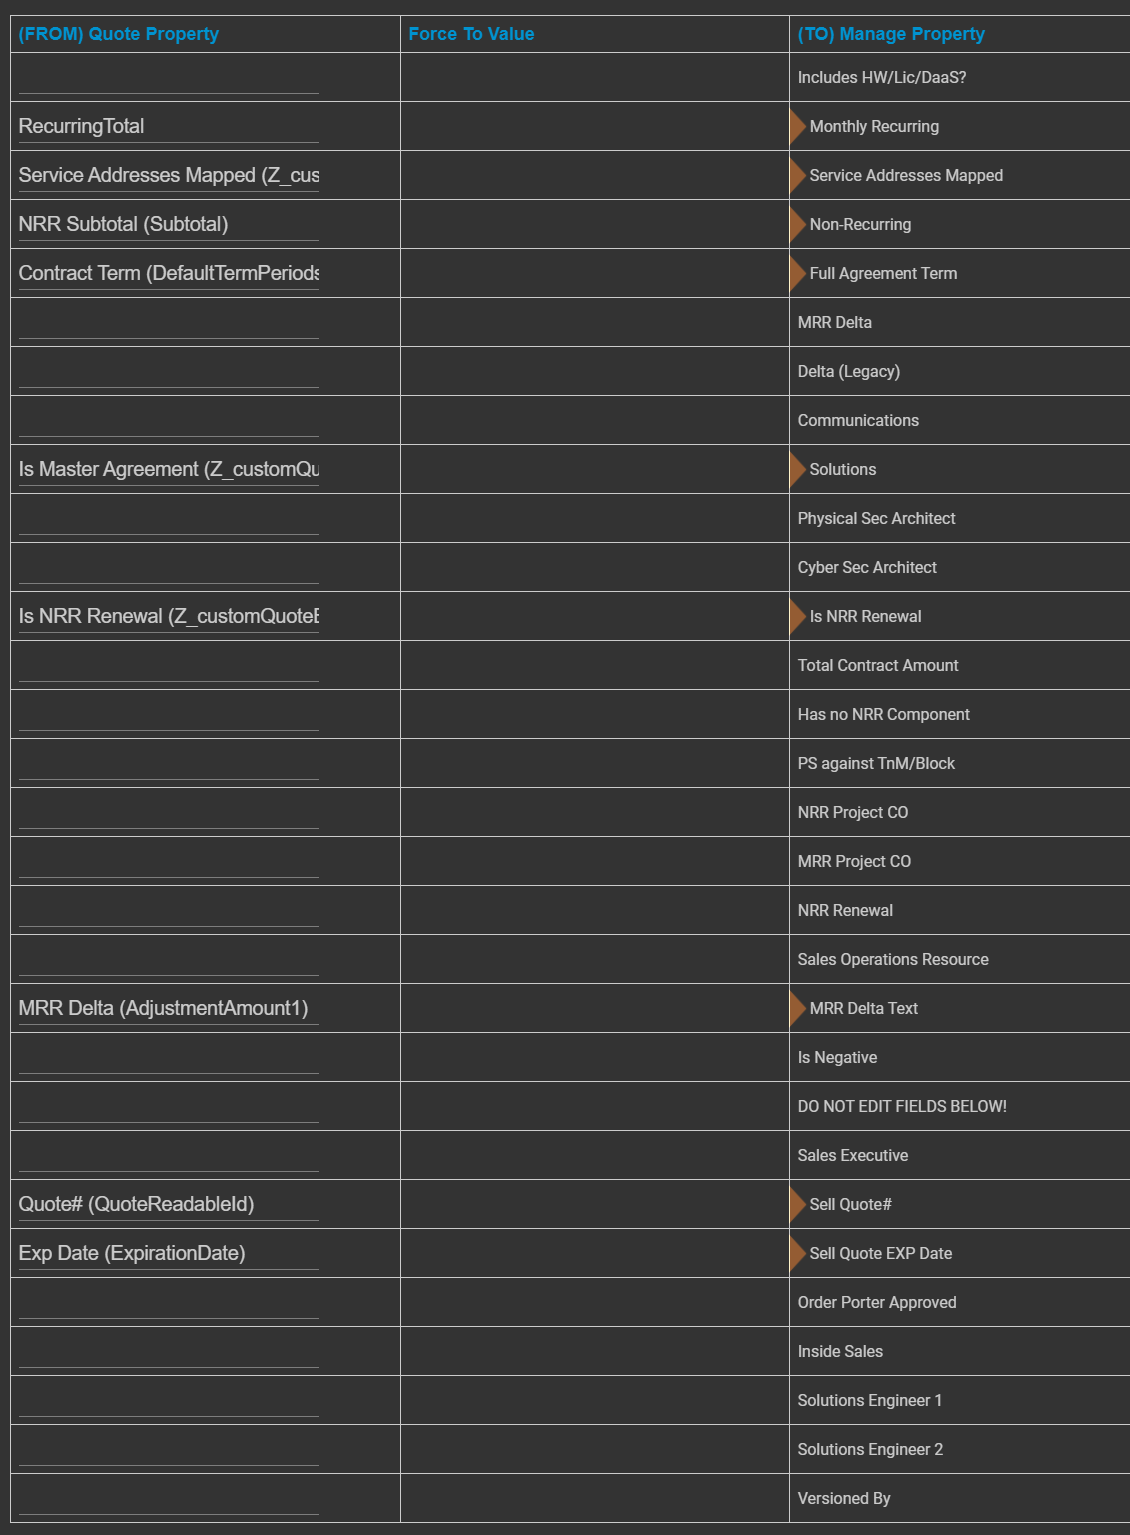 (FROM) Quote Property Force To Value (TO) Manage Property
Includes HW/Lic/DaaS?
RecurringTotal Monthly Recurring
Service Addresses Mapped (Z_cus Service Addresses Mapped
NRR Subtotal (Subtotal) Non-Recurring
Contract Term (DefaultTermPeriods Full Agreement Term
MRR Delta
Delta (Legacy)
Communications
Is Master Agreement (Z_customQu Solutions
Physical Sec Architect
Cyber Sec Architect
Is NRR Renewal (Z_customQuoteE Is NRR Renewal
Total Contract Amount
Has no NRR Component
PS against TnM/Block
NRR Project CO
MRR Project CO
NRR Renewal
Sales Operations Resource
MRR Delta (AdjustmentAmount1) MRR Delta Text
Is Negative
DO NOT EDIT FIELDS BELOW!
Sales Executive
Quote# (QuoteReadableId) Sell Quote#
Exp Date (ExpirationDate) Sell Quote EXP Date
Order Porter Approved
Inside Sales
Solutions Engineer 1
Solutions Engineer 2
Versioned By